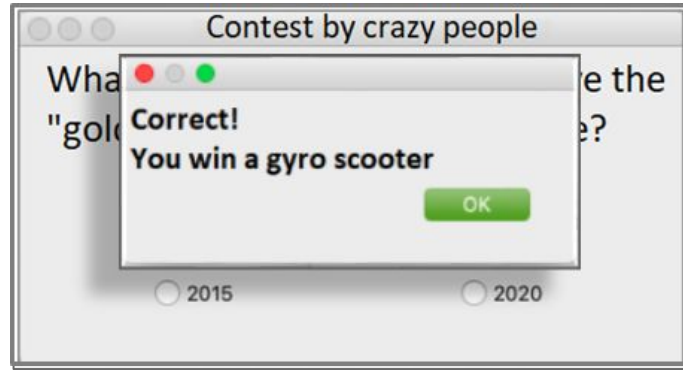 Contest by crazy people
Wha
e the
"gol
e?
Correct!
You win a gyro scooter
OK
2015
2020